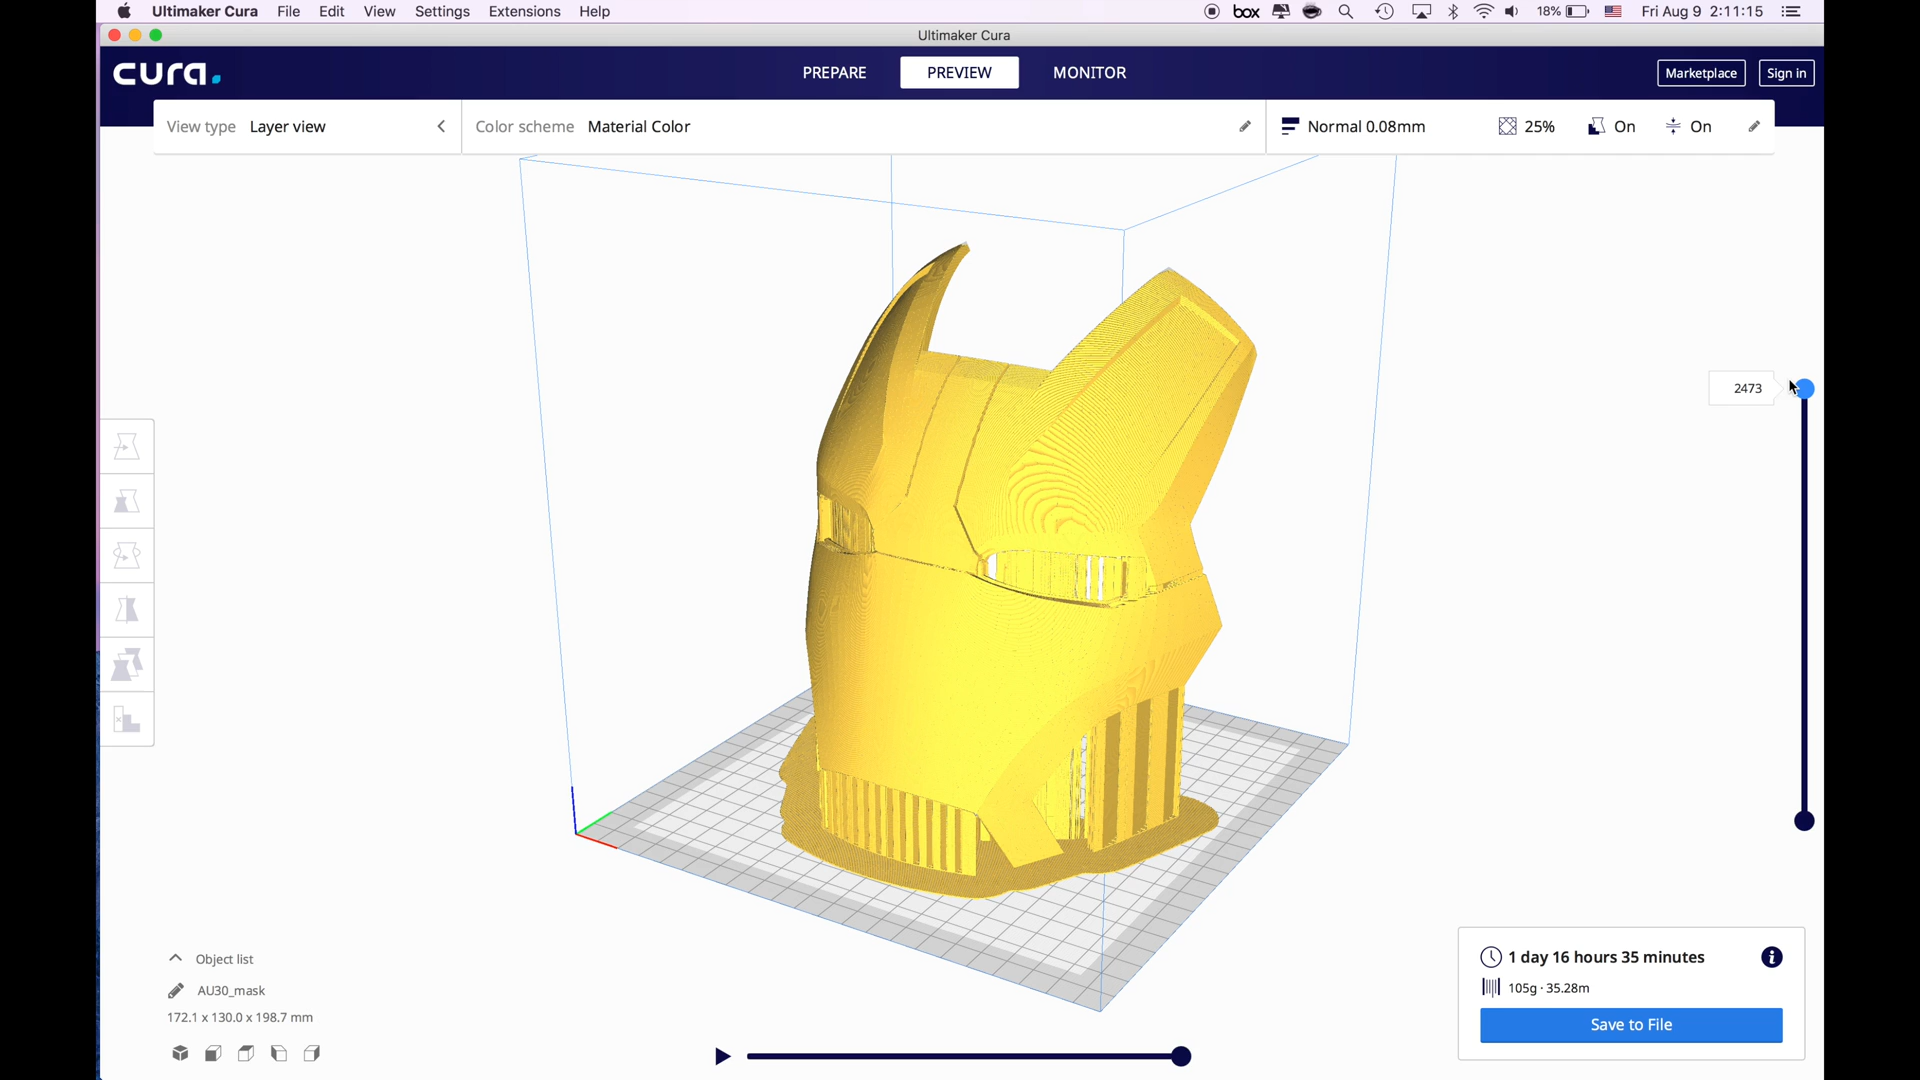 Ultimaker Cura File Edit View Settings Extensions Help box 18% Fri Aug 9 2:11:15
Ultimaker Cura
cura. PREPARE PREVIEW MONITOR Marketplace Sign in
View type Layer view Color scheme Material Color Normal 0.08mm 25% On On
2473
Object list
AU30_mask
172.1 x 130.0 x 198.7 mm
1 day 16 hours 35 minutes
105g · 35.28m
Save to File